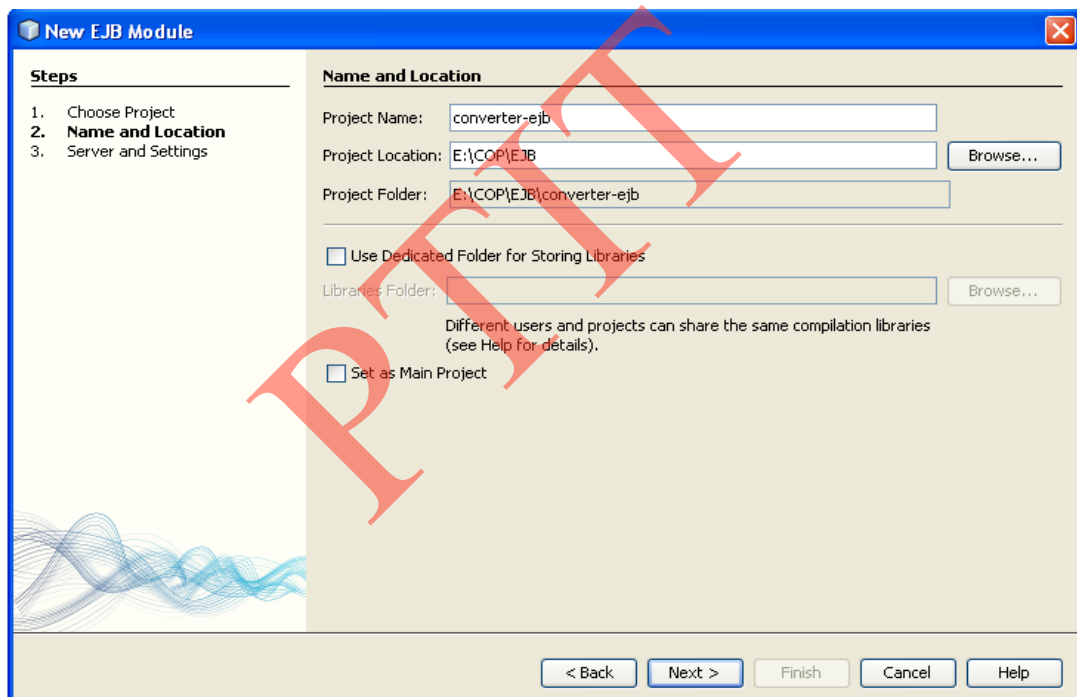 New EJB Module
Steps
1. Choose Project
2. Name and Location
3. Server and Settings
Name and Location
Project Name: converter-ejb
Project Location: E:\COP\EJB Browse...
Project Folder: E:\COP\EJB\converter-ejb
Use Dedicated Folder for Storing Libraries
Libraries Folder: Browse...
Different users and projects can share the same compilation libraries
(see Help for details).
Set as Main Project
PTIT
< Back Next > Finish Cancel Help